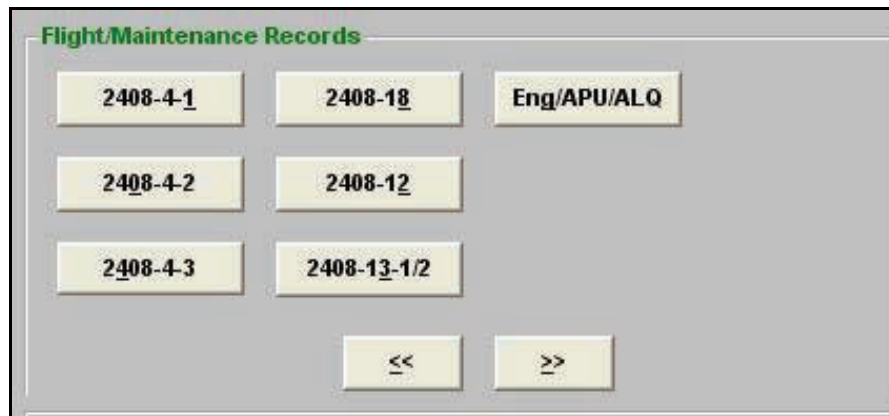 Flight/Maintenance Records
2408-4-1 2408-18 Eng/APU/ALQ
2408-4-2 2408-12
2408-4-3 2408-13-1/2
<< >>